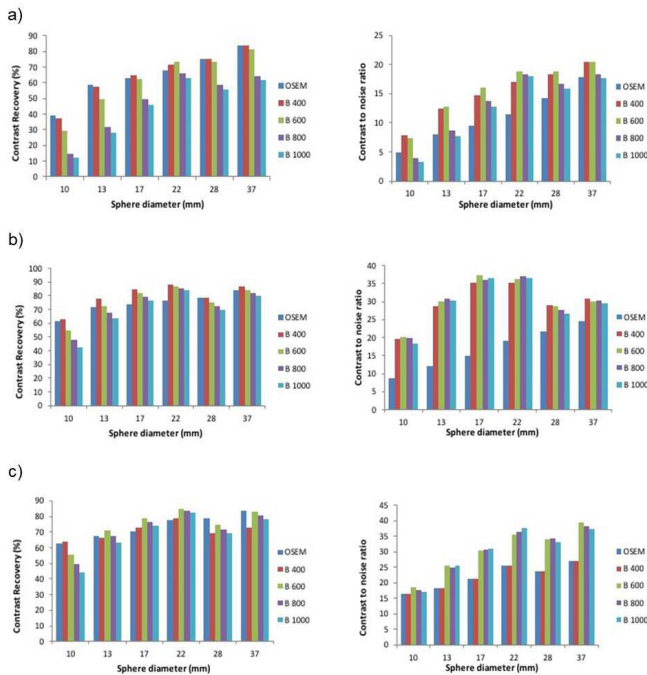 a)
Contrast Recovery (%)
90
80
70
60
50
40
30
20
10
0
10 13 17 22 28 37
Sphere diameter (mm)
OSEM
B 400
B 600
B 800
B 1000
Contrast to noise ratio
25
20
15
10
5
0
10 13 17 22 28 37
Sphere diameter (mm)
OSEM
B 400
B 600
B 800
B 1000
b)
Contrast Recovery (%)
100
90
80
70
60
50
40
30
20
10
0
10 13 17 22 28 37
Sphere diameter (mm)
OSEM
B 400
B 600
B 800
B 1000
Contrast to noise ratio
40
35
30
25
20
15
10
5
0
10 13 17 22 28 37
Sphere diameter (mm)
OSEM
B 400
B 600
B 800
B 1000
c)
Contrast Recovery (%)
90
80
70
60
50
40
30
20
10
0
10 13 17 22 28 37
Sphere diameter (mm)
OSEM
B 400
B 600
B 800
B 1000
Contrast to noise ratio
45
40
35
30
25
20
15
10
5
0
10 13 17 22 28 37
Sphere diameter (mm)
OSEM
B 400
B 600
B 800
B 1000